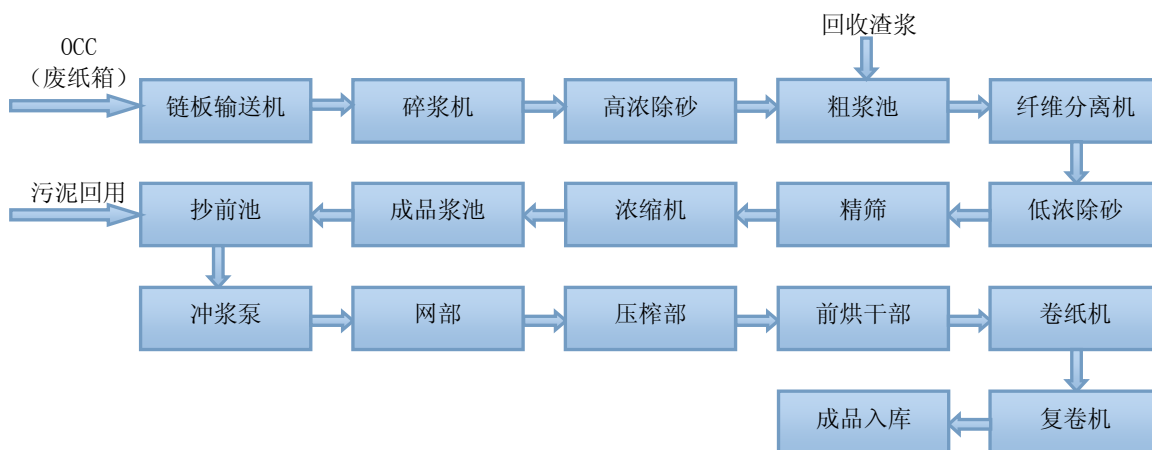 回收渣浆
OCC
（废纸箱）
链板输送机
碎浆机
高浓除砂
粗浆池
纤维分离机
污泥回用
抄前池
成品浆池
浓缩机
精筛
低浓除砂
冲浆泵
网部
压榨部
前烘干部
卷纸机
成品入库
复卷机